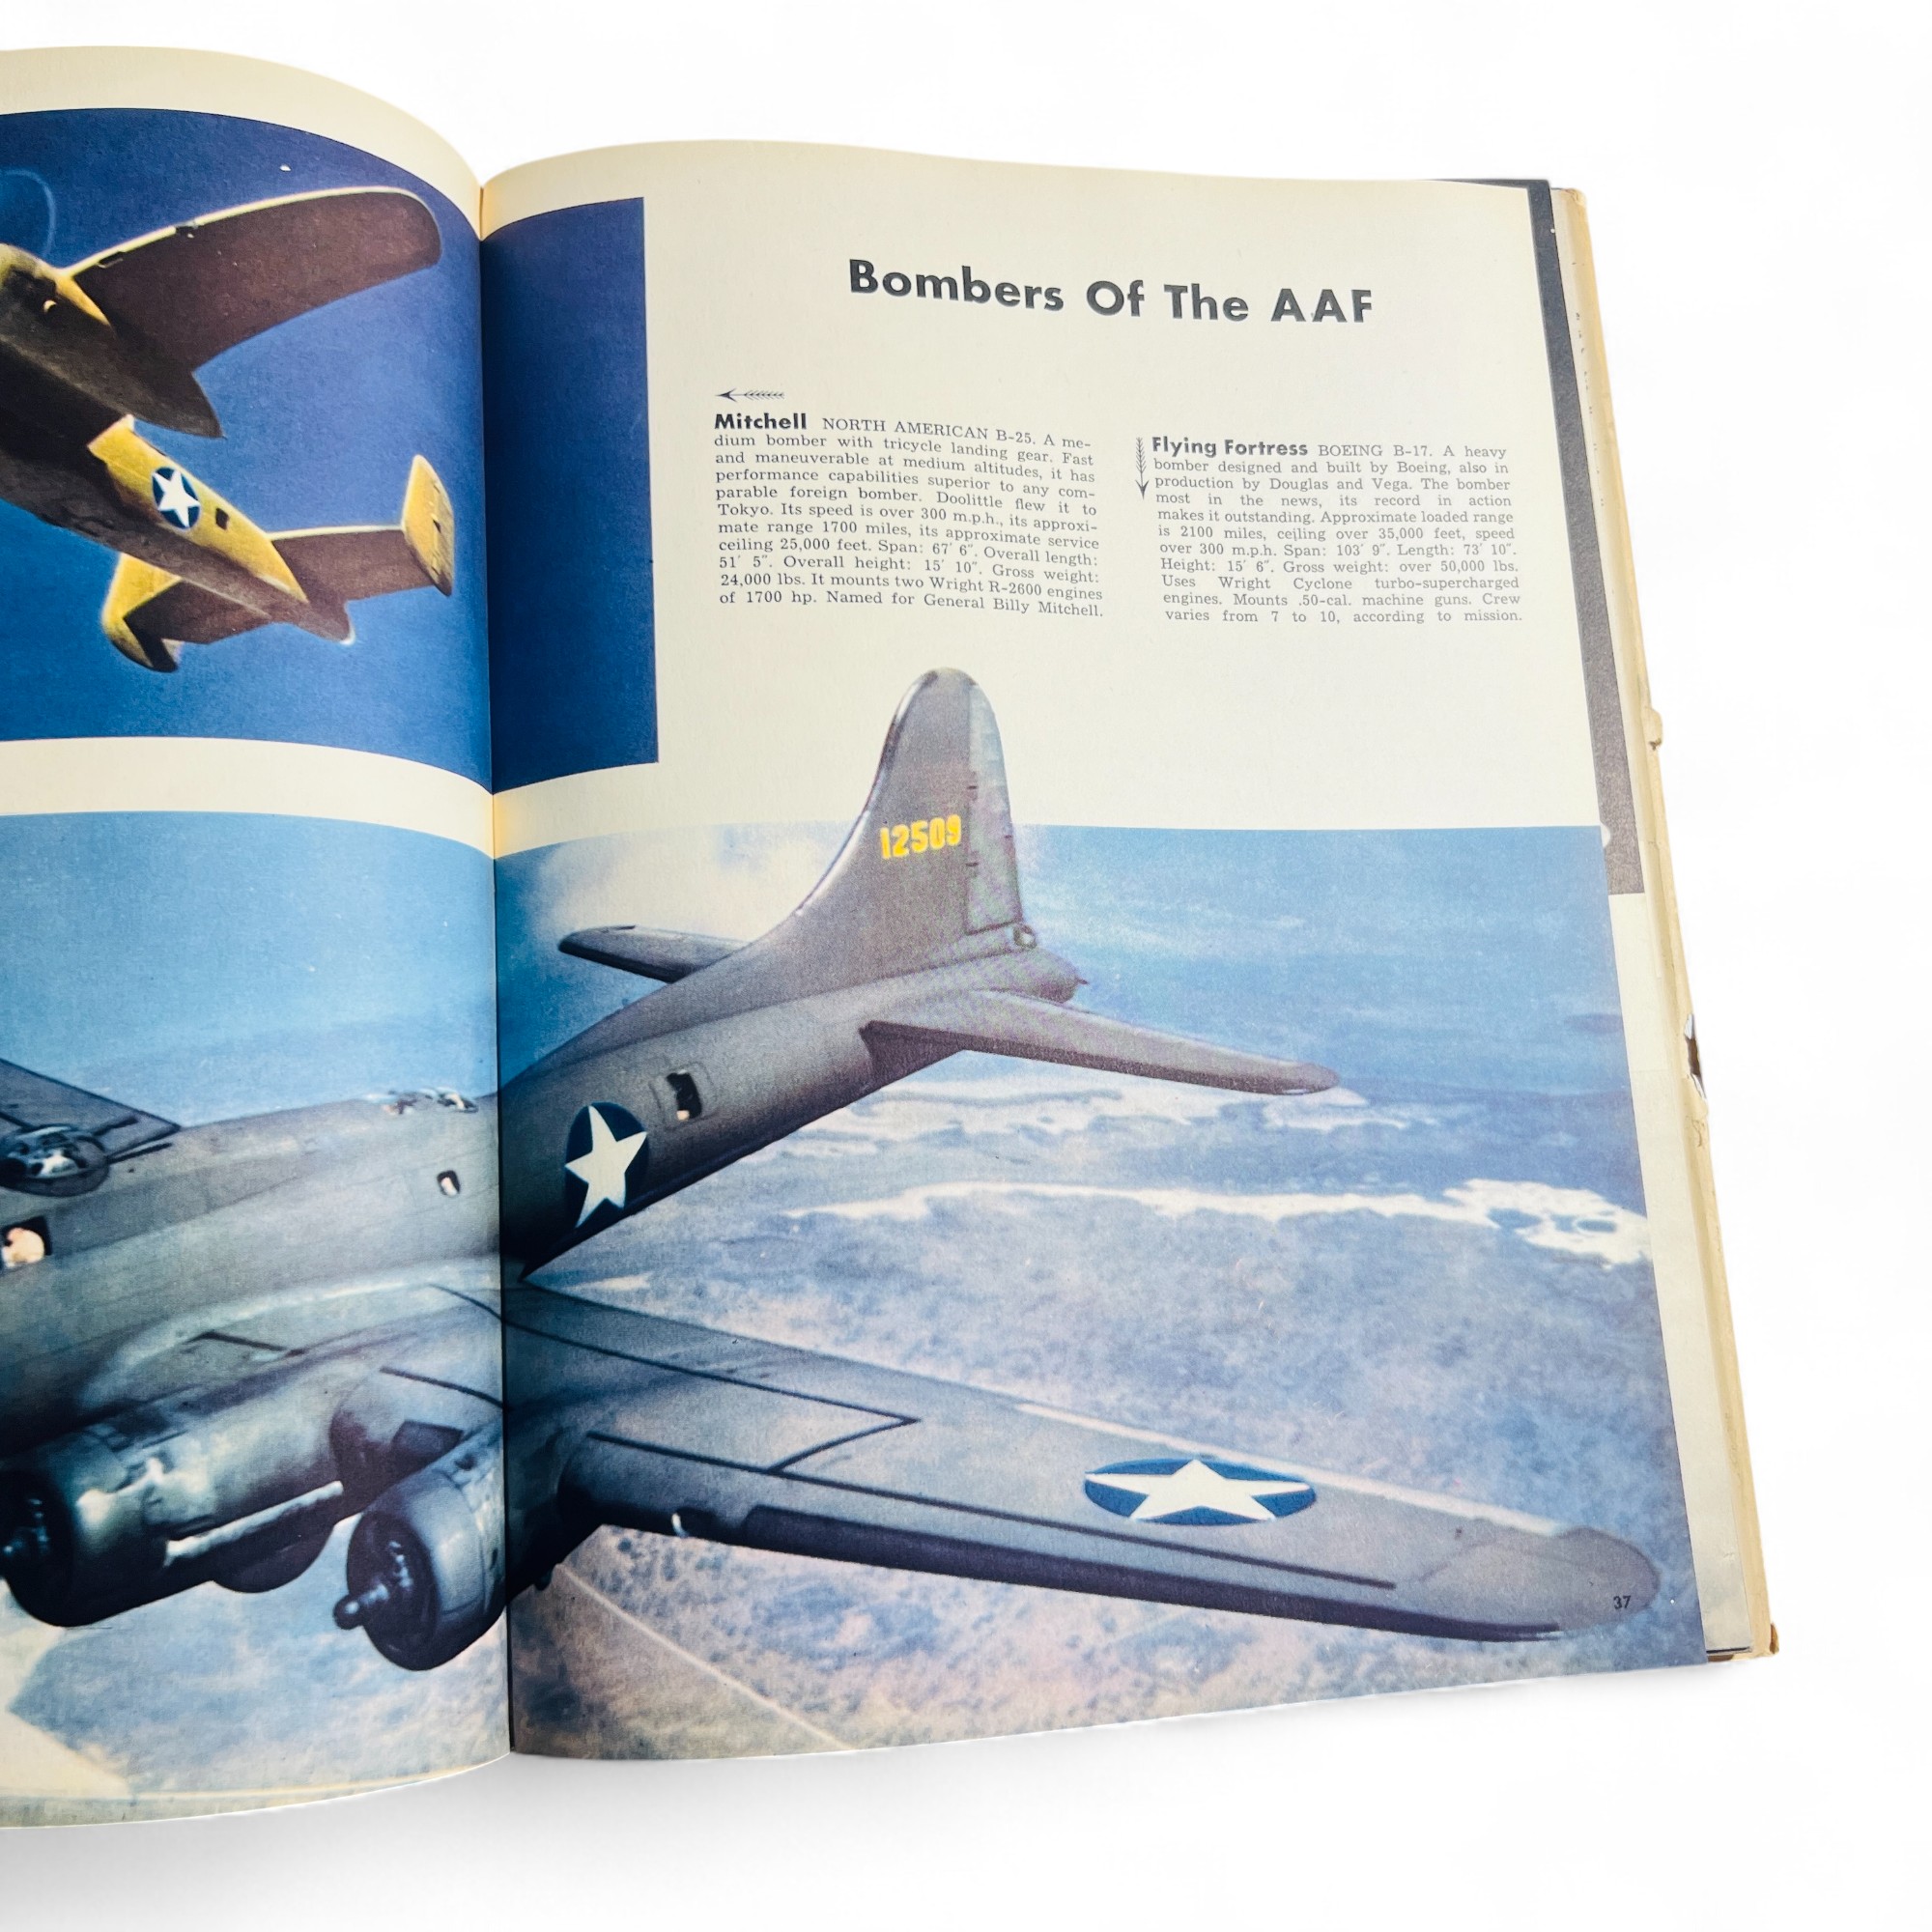 Bombers Of The AAF
Mitchell NORTH AMERICAN B-25. A me-
dium bomber with tricycle landing gear. Fast
and maneuverable at medium altitudes, it has
performance capabilities superior to any com-
parable foreign bomber. Doolittle flew it to
Tokyo. Its speed is over 300 m.p.h., its approxi-
mate range 1700 miles, its approximate service
ceiling 25,000 feet. Span: 67′ 6″. Overall length:
51′ 5″. Overall height: 15′ 10″. Gross weight:
24,000 lbs. It mounts two Wright R-2600 engines
of 1700 hp. Named for General Billy Mitchell.
Flying Fortress BOEING B-17. A heavy
bomber designed and built by Boeing, also in
production by Douglas and Vega. The bomber
most in the news, its record in action
makes it outstanding. Approximate loaded range
is 2100 miles, ceiling over 35,000 feet, speed
over 300 m.p.h. Span: 103′ 9″. Length: 73′ 10″.
Height: 15′ 6″. Gross weight: over 50,000 lbs.
Uses Wright Cyclone turbo-supercharged
engines. Mounts .50-cal. machine guns. Crew
varies from 7 to 10, according to mission.
12509
37